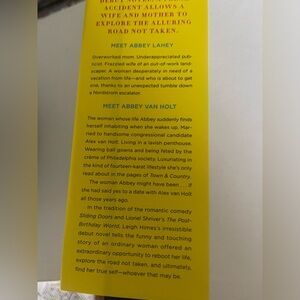 DEBUT NOVEL, A
ACCIDENT ALLOWS A
WIFE AND MOTHER TO
EXPLORE THE ALLURING
ROAD NOT TAKEN.
MEET ABBEY LAHEY
Overworked mom. Underappreciated publicist. Frazzled wife of an out-of-work landscaper. A woman desperately in need of a
vacation from life—and who is about to get
one, thanks to an unexpected tumble down
a Nordstrom escalator.
MEET ABBEY VAN HOLT
The woman whose life Abbey suddenly finds
herself inhabiting when she wakes up. Married to handsome congressional candidate
Alex van Holt. Living in a lavish penthouse.
Wearing ball gowns and being feted by the
crème of Philadelphia society. Luxuriating in
the kind of fourteen-karat lifestyle she's only
read about in the pages of Town & Country.
The woman Abbey might have been . . . if
she had said yes to a date with Alex van Holt
all those years ago.
In the tradition of the romantic comedy
Sliding Doors and Lionel Shriver's The Post-
Birthday World, Leigh Himes's irresistible
debut novel tells the funny and touching
story of an ordinary woman offered an
extraordinary opportunity to reboot her life,
explore the road not taken, and ultimately,
find her true self—whoever that may be.